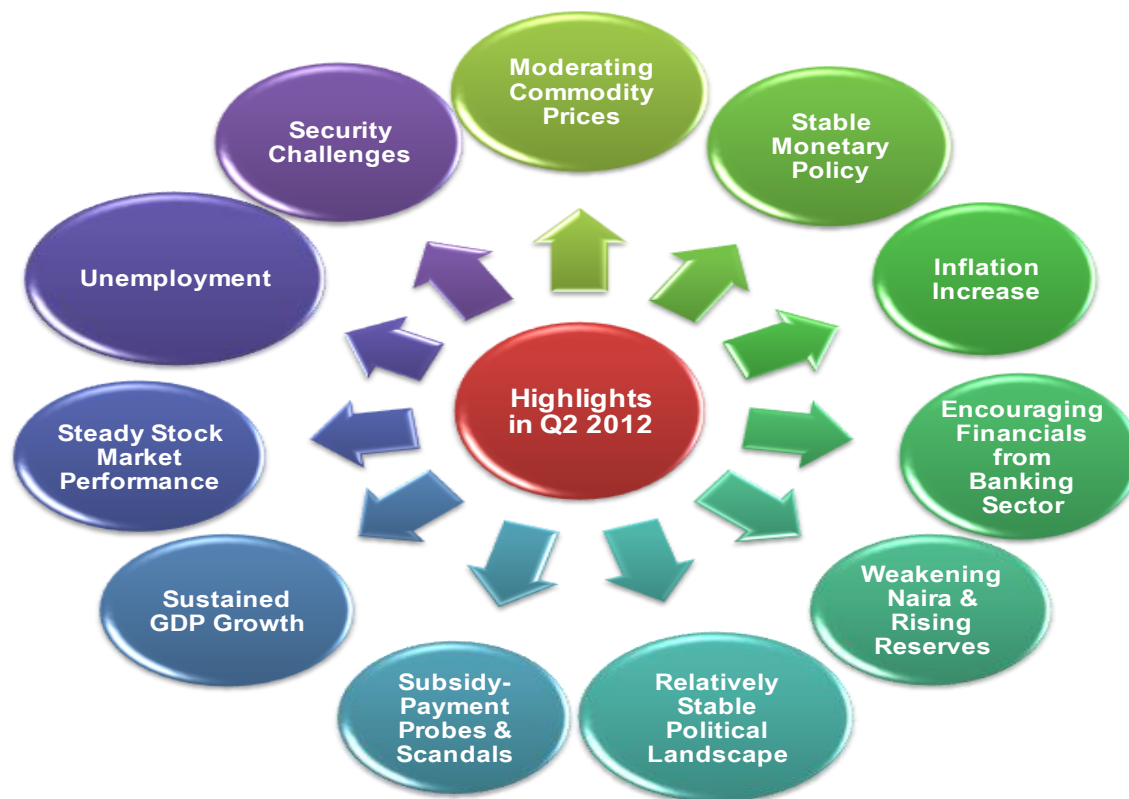 Highlights
in Q2 2012
Moderating
Commodity
Prices
Stable
Monetary
Policy
Inflation
Increase
Encouraging
Financials
from
Banking
Sector
Weakening
Naira &
Rising
Reserves
Relatively
Stable
Political
Landscape
Subsidy-
Payment
Probes &
Scandals
Sustained
GDP Growth
Steady Stock
Market
Performance
Unemployment
Security
Challenges